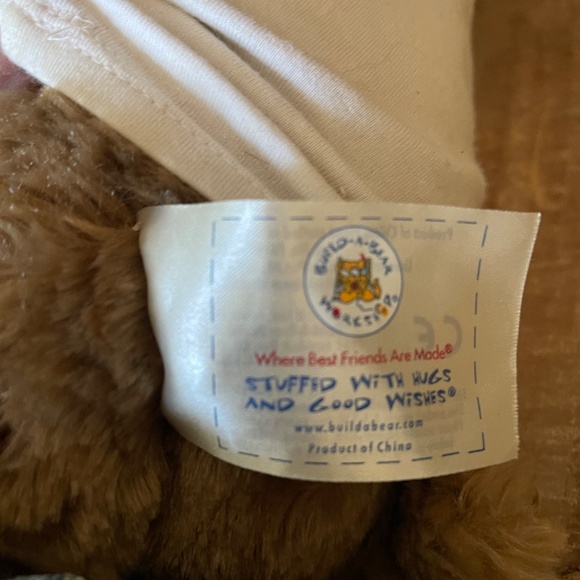 BUILD-A-BEAR
WORKSHOP®
Where Best Friends Are Made®
STUFFED WITH HUGS
AND GOOD WISHES®
www.buildabear.com
Product of China
CE